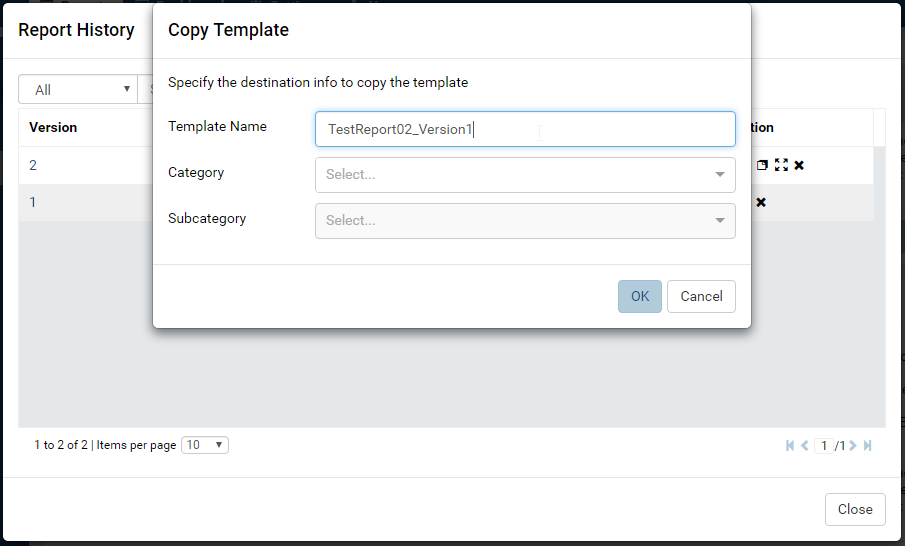 Report History
Copy Template
Specify the destination info to copy the template
All
Version
Template Name
TestReport02_Version1
2
Category
Select...
1
Subcategory
Select...
OK
Cancel
1 to 2 of 2 | Items per page 10
1 /1
Close